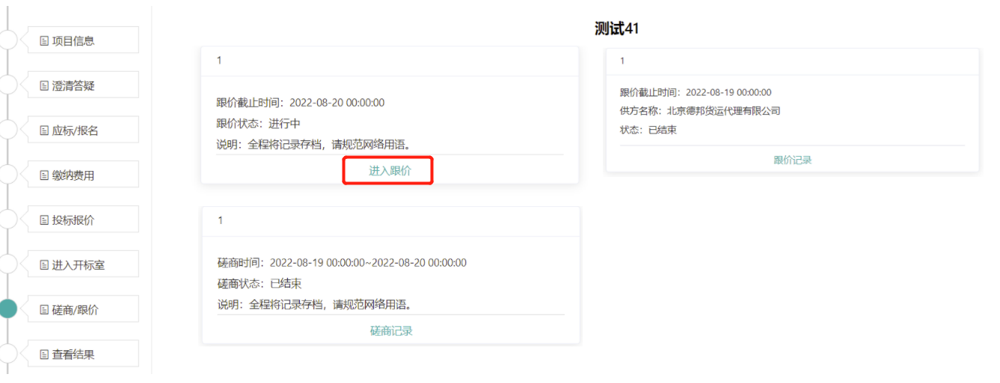 项目信息
澄清答疑
应标/报名
缴纳费用
投标报价
进入开标室
磋商/跟价
查看结果
测试41
1
跟价截止时间：2022-08-20 00:00:00
跟价状态：进行中
说明：全程将记录存档，请规范网络用语。
进入跟价
1
跟价截止时间：2022-08-19 00:00:00
供方名称：北京德邦货运代理有限公司
状态：已结束
跟价记录
1
磋商时间：2022-08-19 00:00:00~2022-08-20 00:00:00
磋商状态：已结束
说明：全程将记录存档，请规范网络用语。
磋商记录